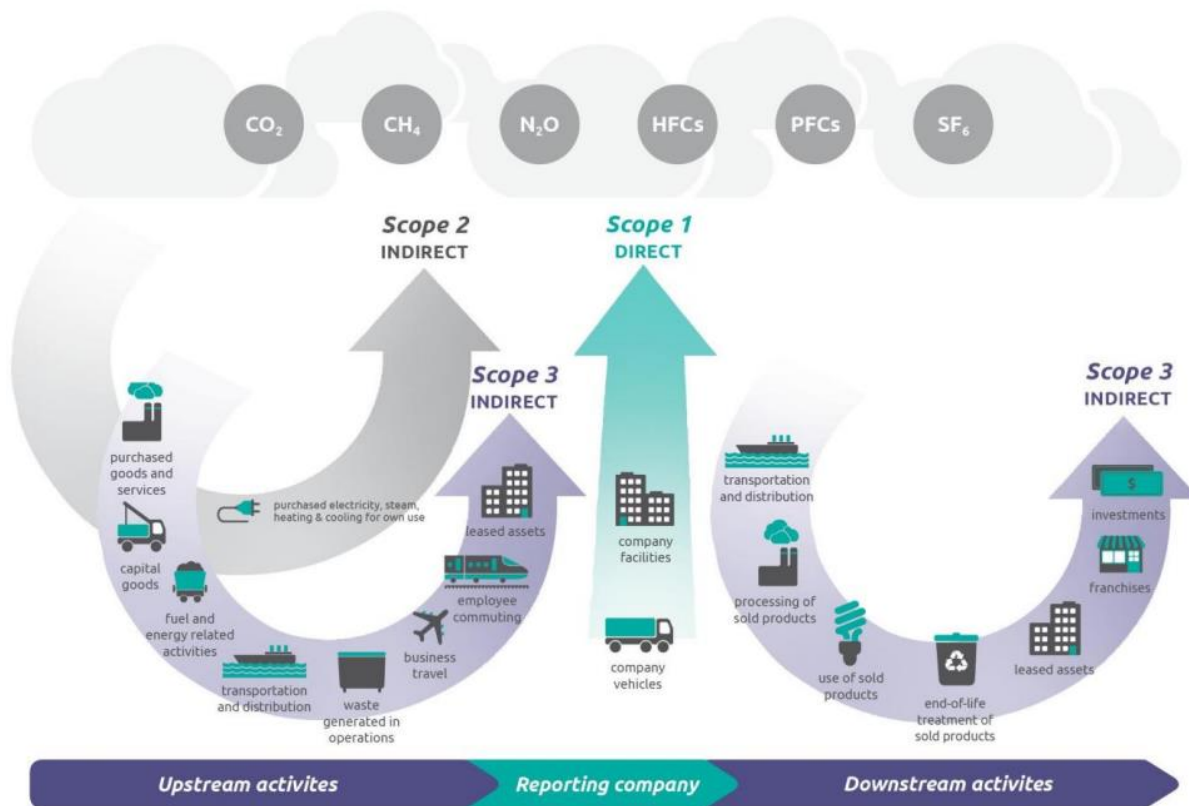 CO₂
CH₄
N₂O
HFCs
PFCs
SF₆
Scope 2
INDIRECT
Scope 1
DIRECT
Scope 3
INDIRECT
Scope 3
INDIRECT
purchased
goods and
services
capital
goods
fuel and
energy related
activities
transportation
and distribution
waste
generated in
operations
business
travel
employee
commuting
leased assets
purchased electricity, steam,
heating & cooling for own use
company
facilities
company
vehicles
transportation
and distribution
processing of
sold products
use of sold
products
end-of-life
treatment of
sold products
leased assets
franchises
$
investments
Upstream activites
Reporting company
Downstream activites